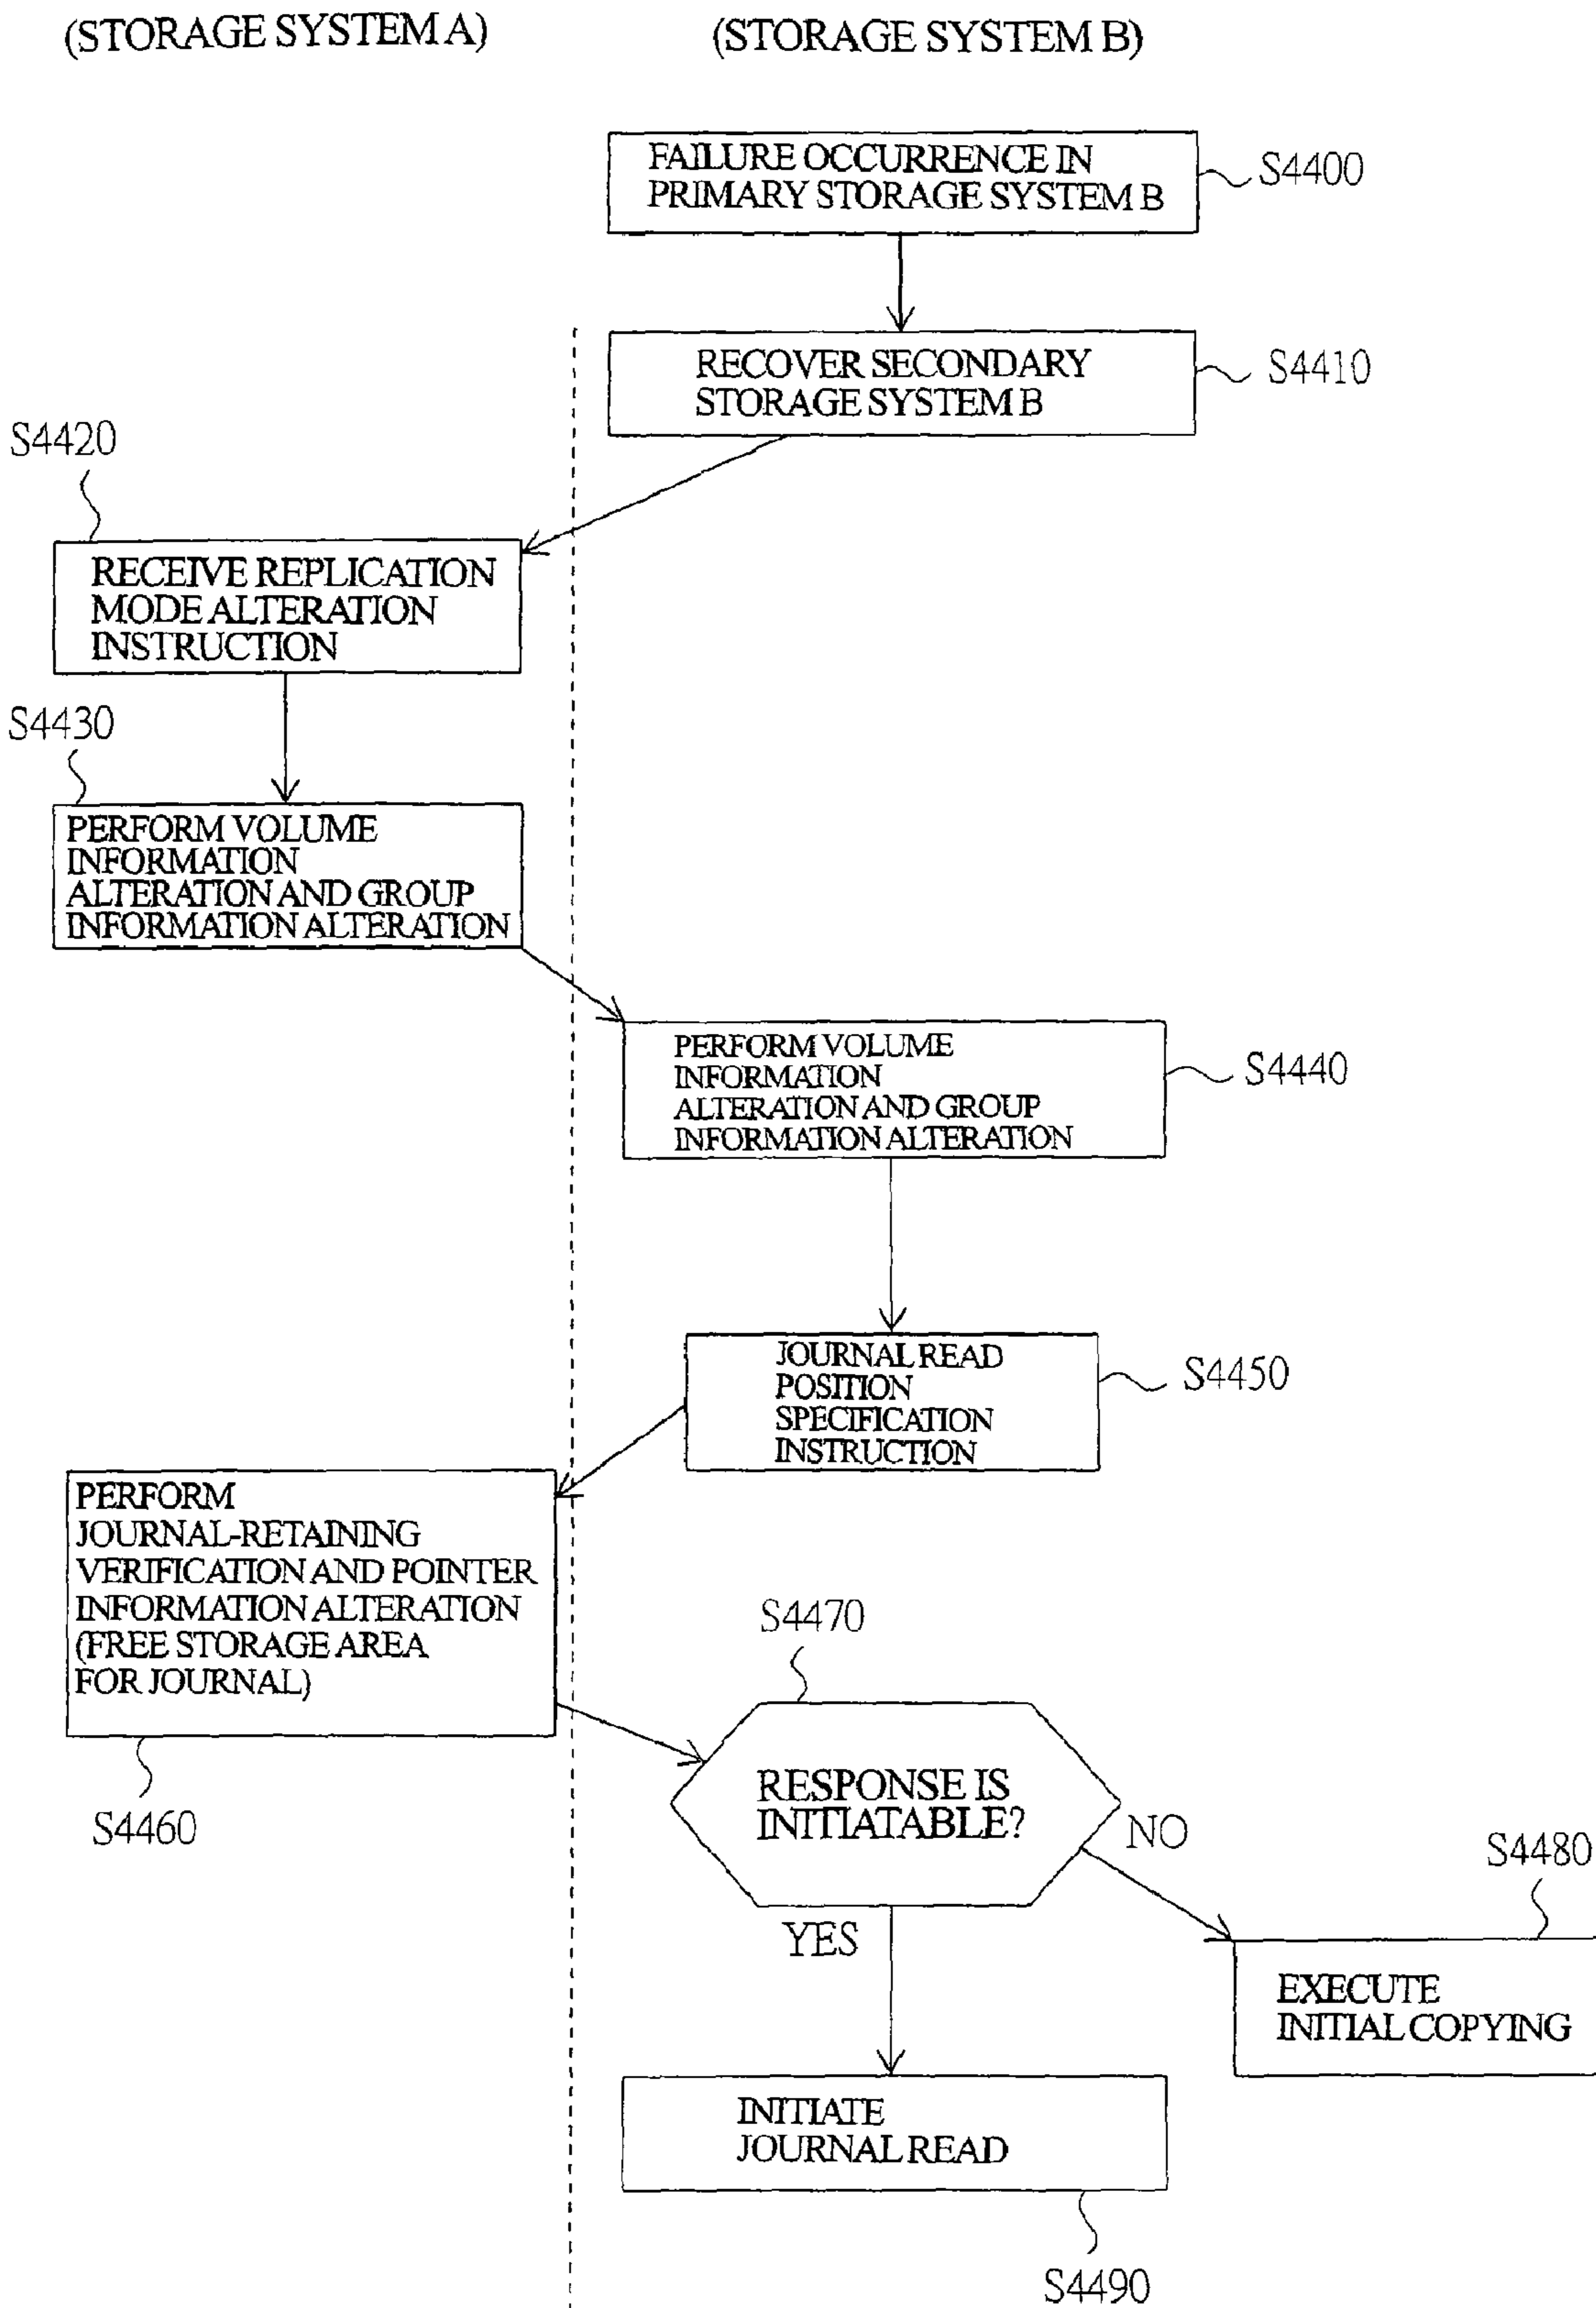 (STORAGE SYSTEM A)
(STORAGE SYSTEM B)
FAILURE OCCURRENCE IN
PRIMARY STORAGE SYSTEM B
S4400
RECOVER SECONDARY
STORAGE SYSTEM B
S4410
S4420
RECEIVE REPLICATION
MODE ALTERATION
INSTRUCTION
S4430
PERFORM VOLUME
INFORMATION
ALTERATION AND GROUP
INFORMATION ALTERATION
PERFORM VOLUME
INFORMATION
ALTERATION AND GROUP
INFORMATION ALTERATION
S4440
JOURNAL READ
POSITION
SPECIFICATION
INSTRUCTION
S4450
PERFORM
JOURNAL-RETAINING
VERIFICATION AND POINTER
INFORMATION ALTERATION
(FREE STORAGE AREA
FOR JOURNAL)
S4460
S4470
RESPONSE IS
INITIATABLE?
NO
YES
S4480
EXECUTE
INITIAL COPYING
INITIATE
JOURNAL READ
S4490